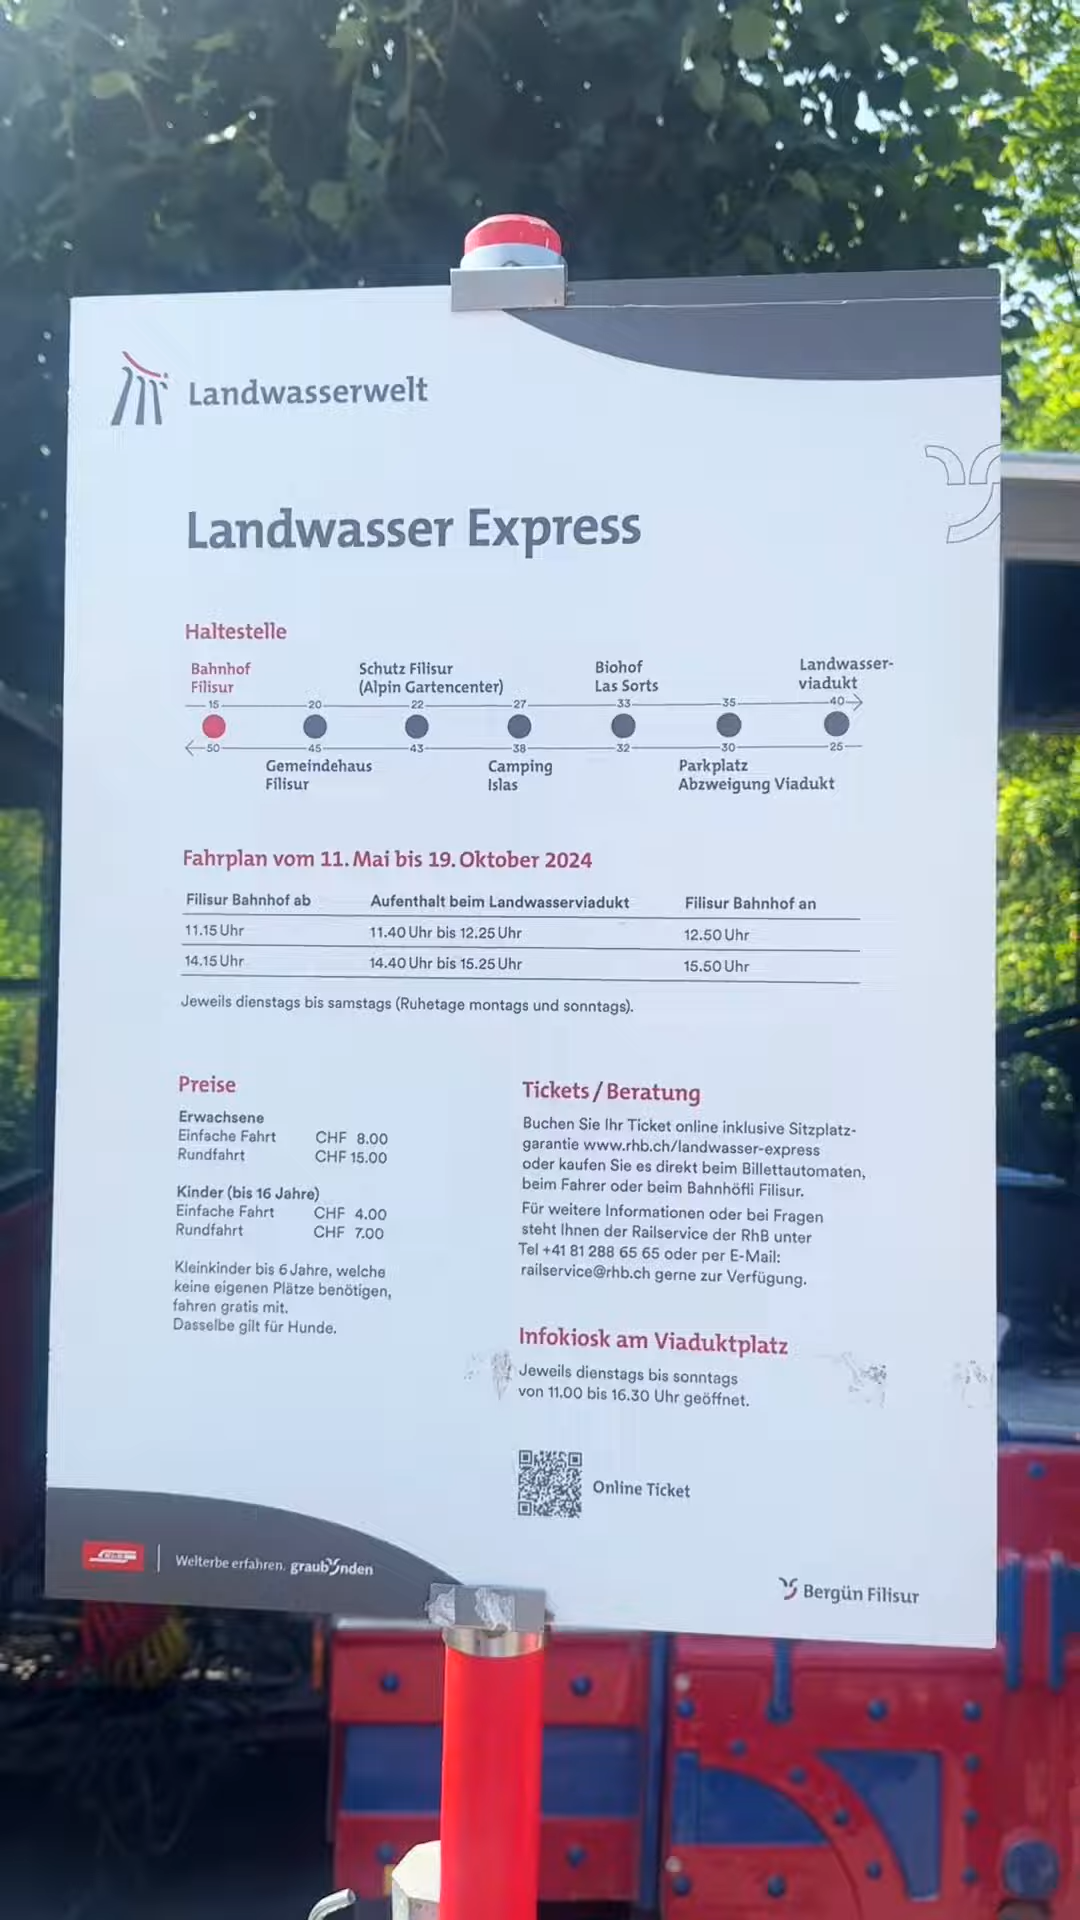 Landwasserwelt
Landwasser Express
Haltestelle
Bahnhof
Filisur
Schutz Filisur
(Alpin Gartencenter)
Biohof
Las Sorts
Landwasser-
viadukt
15 20 22 27 33 35 40
50 45 43 38 32 30 25
Gemeindehaus
Filisur
Camping
Islas
Parkplatz
Abzweigung Viadukt
Fahrplan vom 11. Mai bis 19. Oktober 2024
Filisur Bahnhof ab Aufenthalt beim Landwasserviadukt Filisur Bahnhof an
11.15 Uhr 11.40 Uhr bis 12.25 Uhr 12.50 Uhr
14.15 Uhr 14.40 Uhr bis 15.25 Uhr 15.50 Uhr
Jeweils dienstags bis samstags (Ruhetage montags und sonntags).
Preise
Erwachsene
Einfache Fahrt CHF 8.00
Rundfahrt CHF 15.00
Kinder (bis 16 Jahre)
Einfache Fahrt CHF 4.00
Rundfahrt CHF 7.00
Kleinkinder bis 6 Jahre, welche
keine eigenen Plätze benötigen,
fahren gratis mit.
Dasselbe gilt für Hunde.
Tickets / Beratung
Buchen Sie Ihr Ticket online inklusive Sitzplatz-
garantie www.rhb.ch/landwasser-express
oder kaufen Sie es direkt beim Billettautomaten,
beim Fahrer oder beim Bahnhöfli Filisur.
Für weitere Informationen oder bei Fragen
steht Ihnen der Railservice der RhB unter
Tel +41 81 288 65 65 oder per E-Mail:
railservice@rhb.ch gerne zur Verfügung.
Infokiosk am Viaduktplatz
Jeweils dienstags bis sonntags
von 11.00 bis 16.30 Uhr geöffnet.
Online Ticket
Welterbe erfahren. graubünden
Bergün Filisur